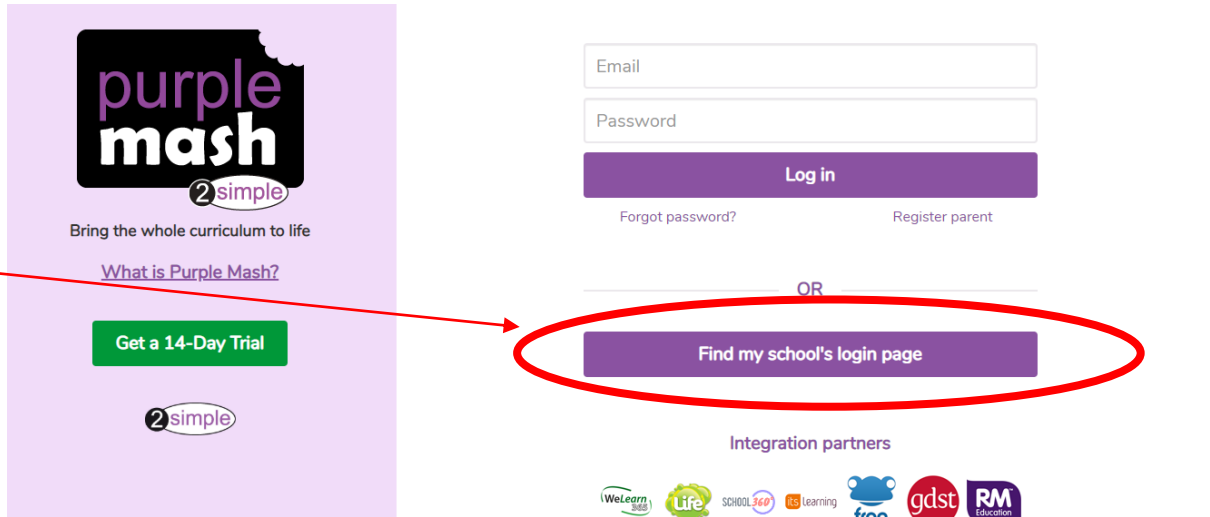 purple
mash
2simple
Bring the whole curriculum to life
What is Purple Mash?
Get a 14-Day Trial
2simple
Email
Password
Log in
Forgot password? Register parent
OR
Find my school's login page
Integration partners
WeLearn 365 Life SCHOOL360 its learning frog gdst RM Education